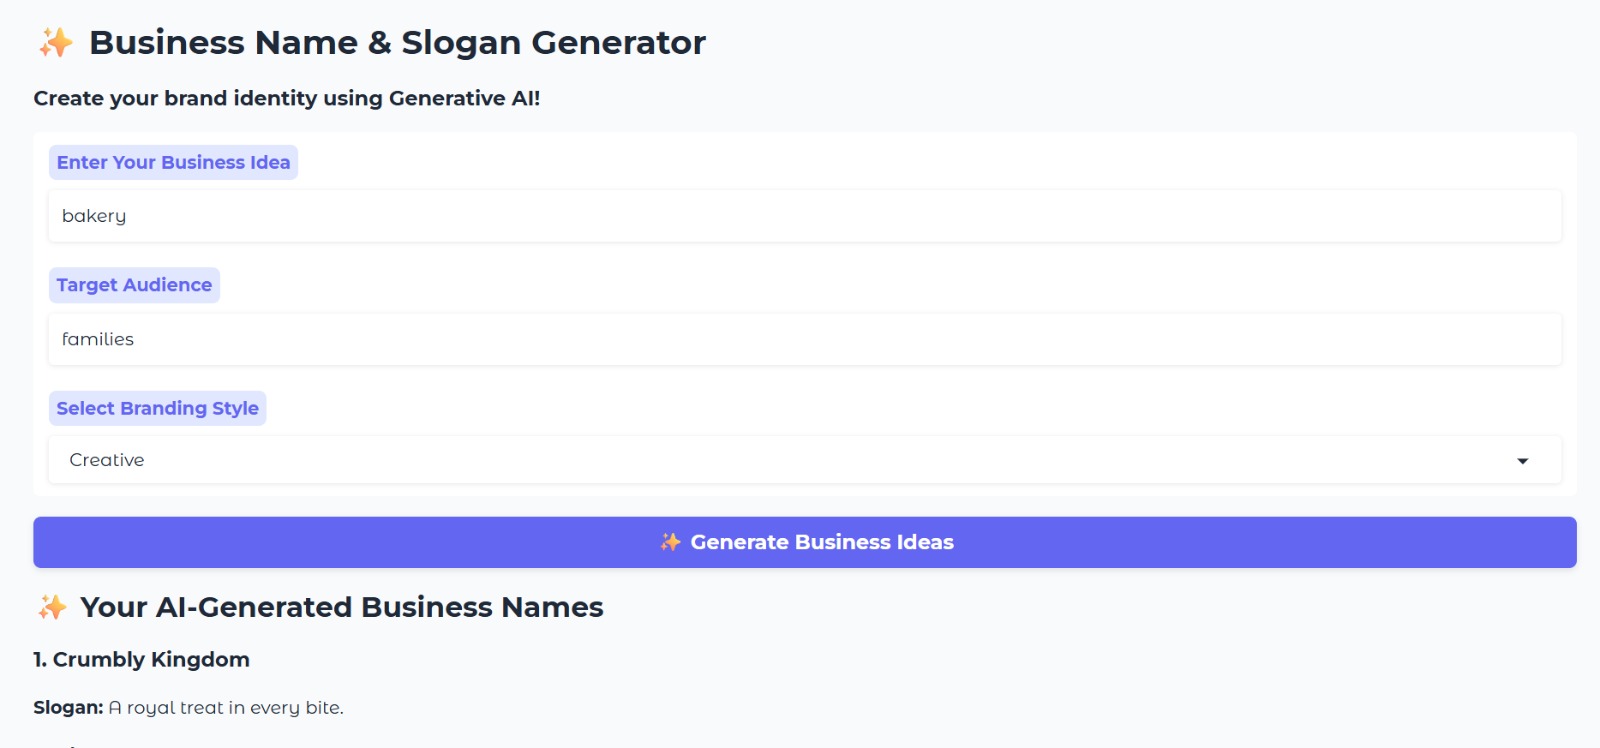 ✨ Business Name & Slogan Generator
Create your brand identity using Generative AI!
Enter Your Business Idea
bakery
Target Audience
families
Select Branding Style
Creative
✨ Generate Business Ideas
✨ Your AI-Generated Business Names
1. Crumbly Kingdom
Slogan: A royal treat in every bite.